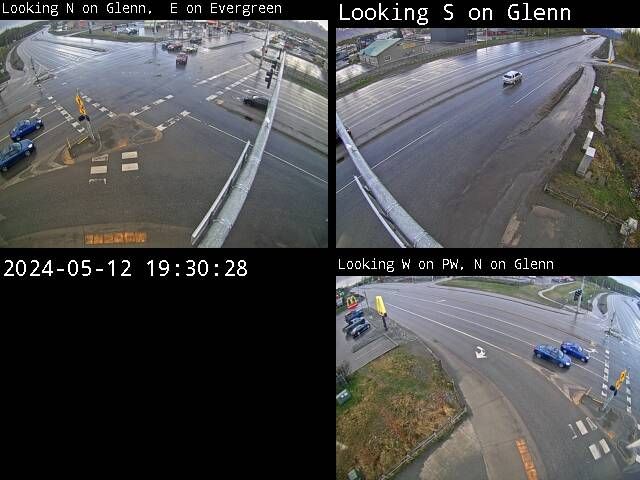 Looking N on Glenn,  E on Evergreen
Looking S on Glenn
2024-05-12 19:30:28
Looking W on PW, N on Glenn